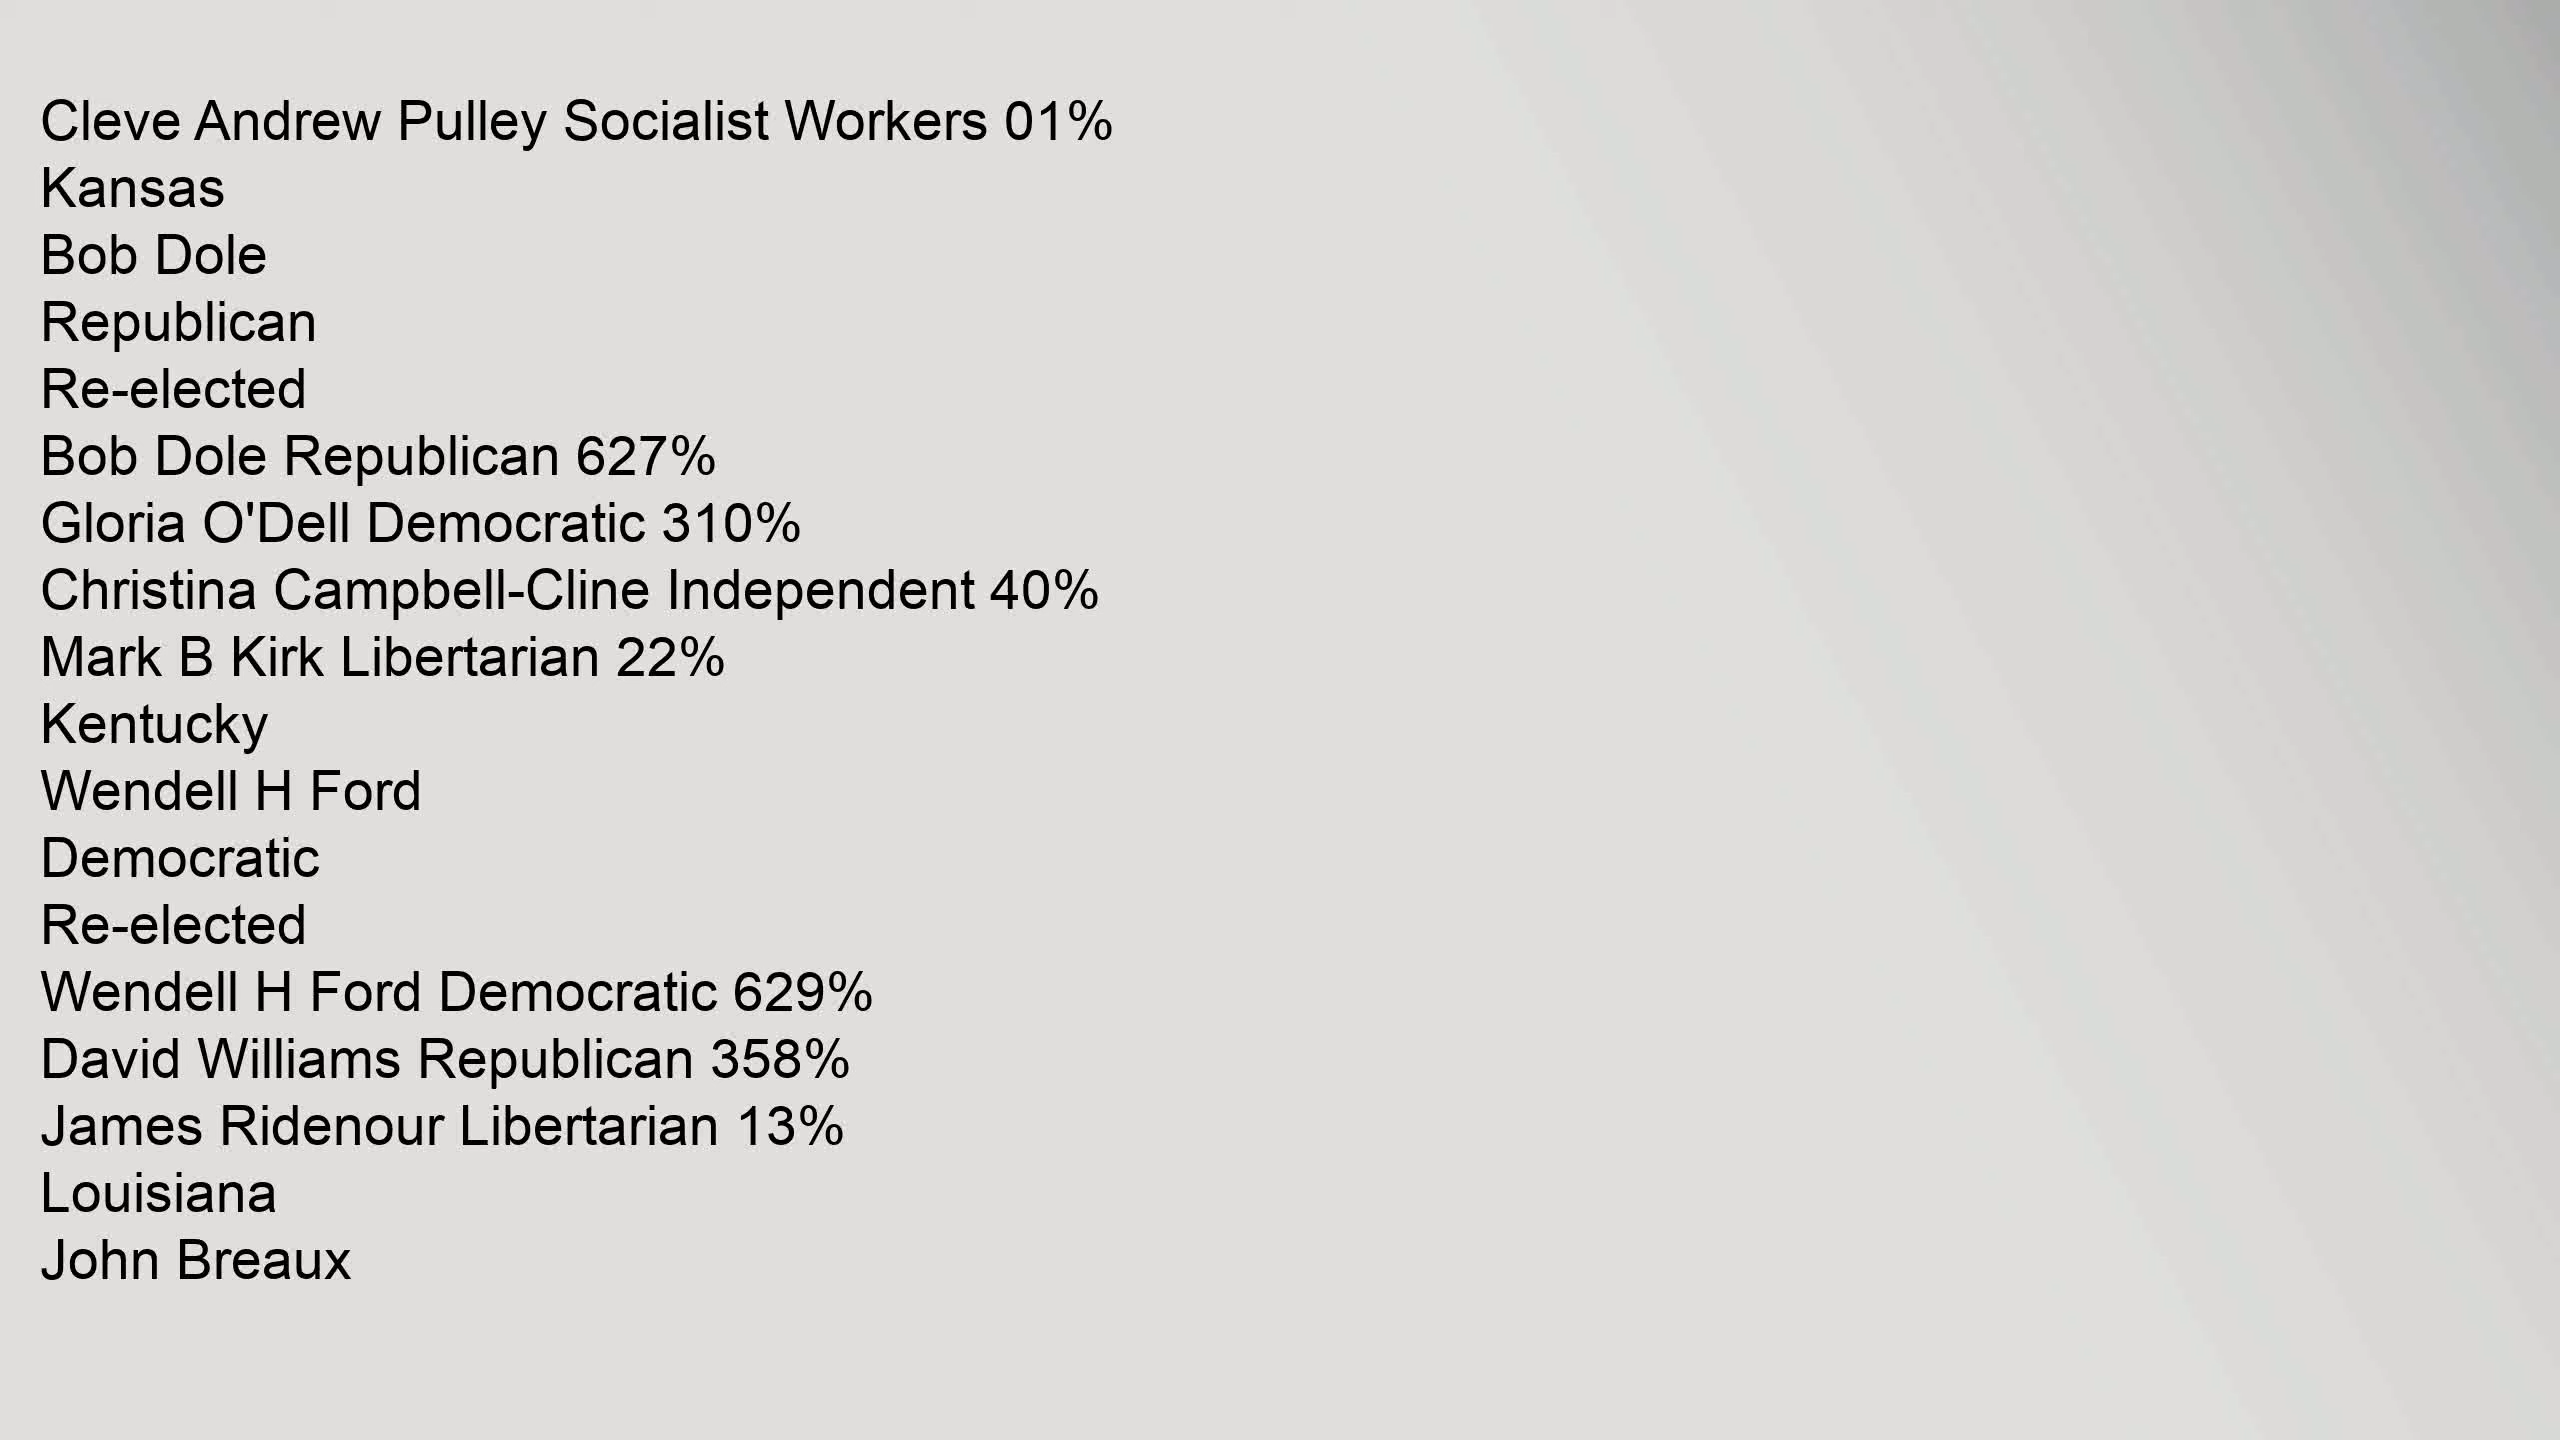 Cleve Andrew Pulley Socialist Workers 01%
Kansas
Bob Dole
Republican
Re-elected
Bob Dole Republican 627%
Gloria O'Dell Democratic 310%
Christina Campbell-Cline Independent 40%
Mark B Kirk Libertarian 22%
Kentucky
Wendell H Ford
Democratic
Re-elected
Wendell H Ford Democratic 629%
David Williams Republican 358%
James Ridenour Libertarian 13%
Louisiana
John Breaux